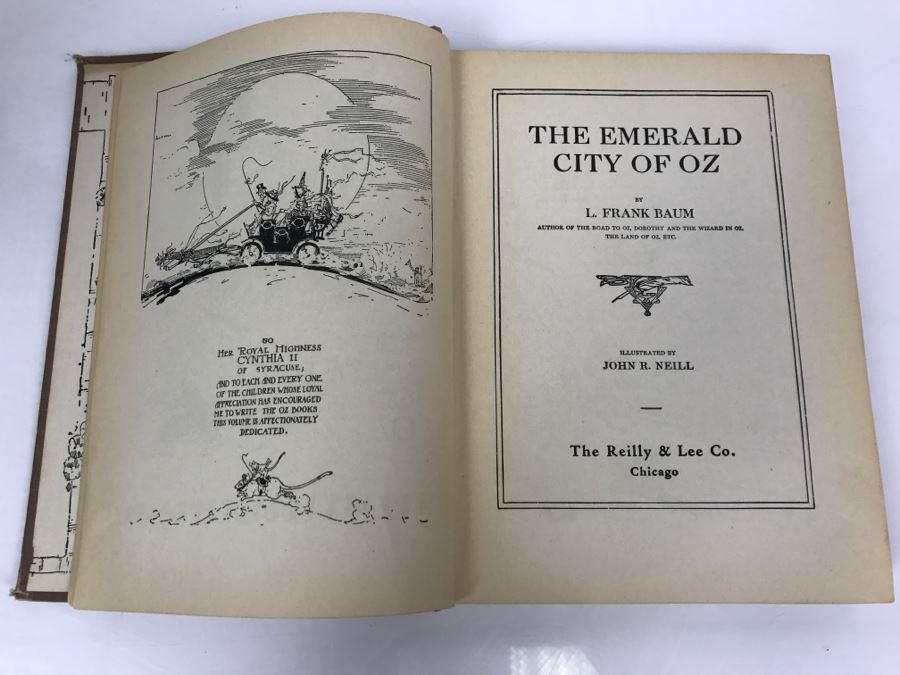 TO
HER ROYAL HIGHNESS
CYNTHIA II
OF SYRACUSE;
AND TO EACH AND EVERY ONE
OF THE CHILDREN WHOSE LOYAL
APPRECIATION HAS ENCOURAGED
ME TO WRITE THE OZ BOOKS
THIS VOLUME IS AFFECTIONATELY
DEDICATED.
THE EMERALD
CITY OF OZ
BY
L. FRANK BAUM
AUTHOR OF THE ROAD TO OZ, DOROTHY AND THE WIZARD IN OZ,
THE LAND OF OZ, ETC.
ILLUSTRATED BY
JOHN R. NEILL
The Reilly & Lee Co.
Chicago